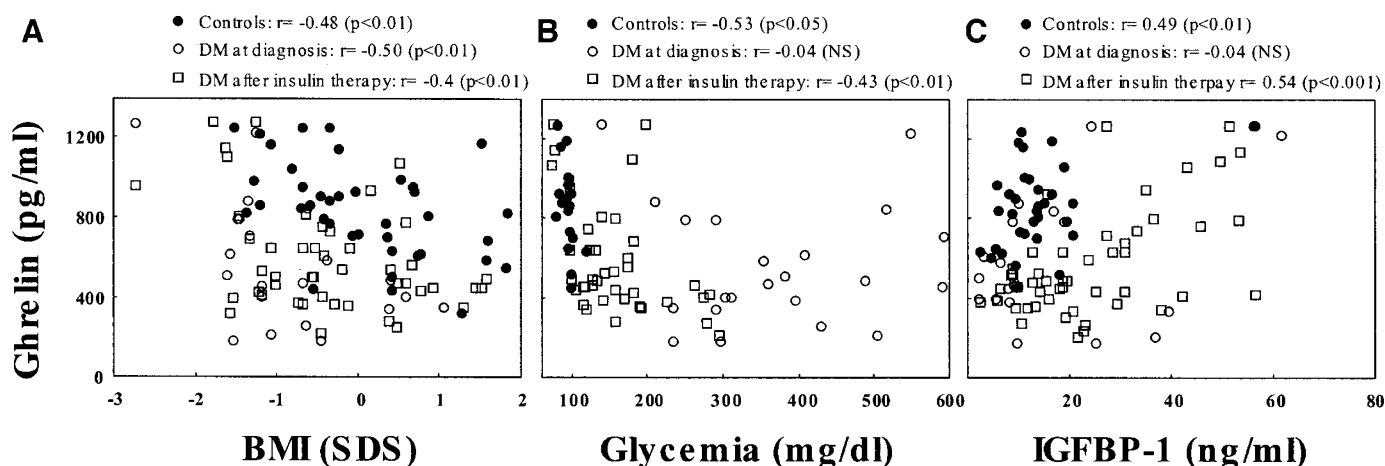 A
● Controls: r= -0.48 (p<0.01)
○ DM at diagnosis: r= -0.50 (p<0.01)
□ DM after insulin therapy: r= -0.4 (p<0.01)
B
● Controls: r= -0.53 (p<0.05)
○ DM at diagnosis: r= -0.04 (NS)
□ DM after insulin therapy: r= -0.43 (p<0.01)
C
● Controls: r= 0.49 (p<0.01)
○ DM at diagnosis: r= -0.04 (NS)
□ DM after insulin therpay r= 0.54 (p<0.001)
Ghrelin (pg/ml)
1200
800
400
0
-3 -2 -1 0 1 2
BMI (SDS)
100 200 300 400 500 600
Glycemia (mg/dl)
20 40 60 80
IGFBP-1 (ng/ml)